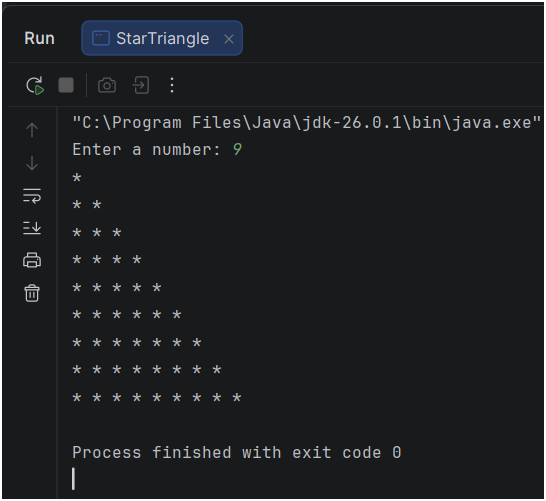 Run StarTriangle
"C:\Program Files\Java\jdk-26.0.1\bin\java.exe"
Enter a number: 9
*
* *
* * *
* * * *
* * * * *
* * * * * *
* * * * * * *
* * * * * * * *
* * * * * * * * *
Process finished with exit code 0